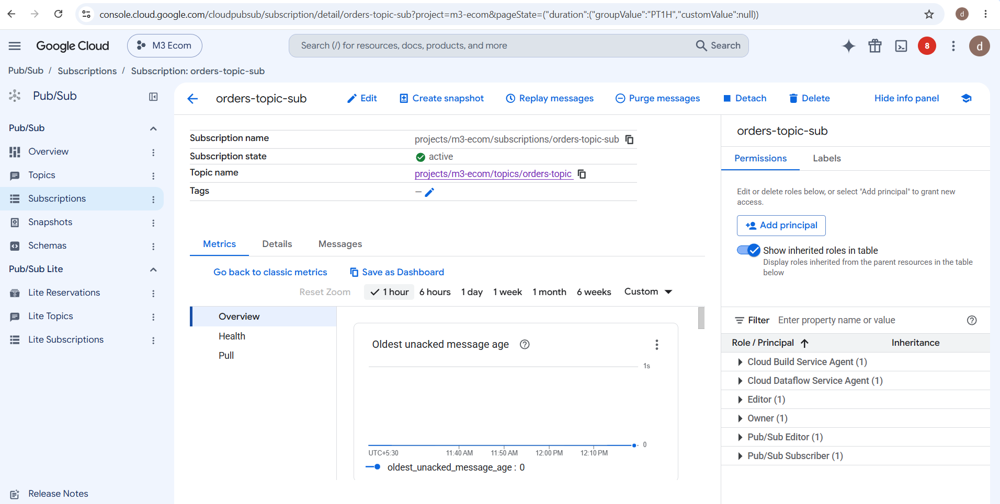 console.cloud.google.com/cloudpubsub/subscription/detail/orders-topic-sub?project=m3-ecom&pageState=("duration":("groupValue":"PT1H","customValue":null))
d
Google Cloud
M3 Ecom
Search (/) for resources, docs, products, and more
Search
8
d
Pub/Sub / Subscriptions / Subscription: orders-topic-sub
Pub/Sub
Pub/Sub
Overview
Topics
Subscriptions
Snapshots
Schemas
Pub/Sub Lite
Lite Reservations
Lite Topics
Lite Subscriptions
Release Notes
orders-topic-sub
Edit
Create snapshot
Replay messages
Purge messages
Detach
Delete
Hide info panel
Subscription name
projects/m3-ecom/subscriptions/orders-topic-sub
Subscription state
active
Topic name
projects/m3-ecom/topics/orders-topic
Tags
—
Metrics
Details
Messages
Go back to classic metrics
Save as Dashboard
Reset Zoom
1 hour
6 hours
1 day
1 week
1 month
6 weeks
Custom
Overview
Health
Pull
Oldest unacked message age
1s
0
UTC+5:30
11:40 AM
11:50 AM
12:00 PM
12:10 PM
oldest_unacked_message_age : 0
orders-topic-sub
Permissions
Labels
Edit or delete roles below, or select "Add principal" to grant new
access.
Add principal
Show inherited roles in table
Display roles inherited from the parent resources in the table
below
Filter
Enter property name or value
Role / Principal
Inheritance
Cloud Build Service Agent (1)
Cloud Dataflow Service Agent (1)
Editor (1)
Owner (1)
Pub/Sub Editor (1)
Pub/Sub Subscriber (1)